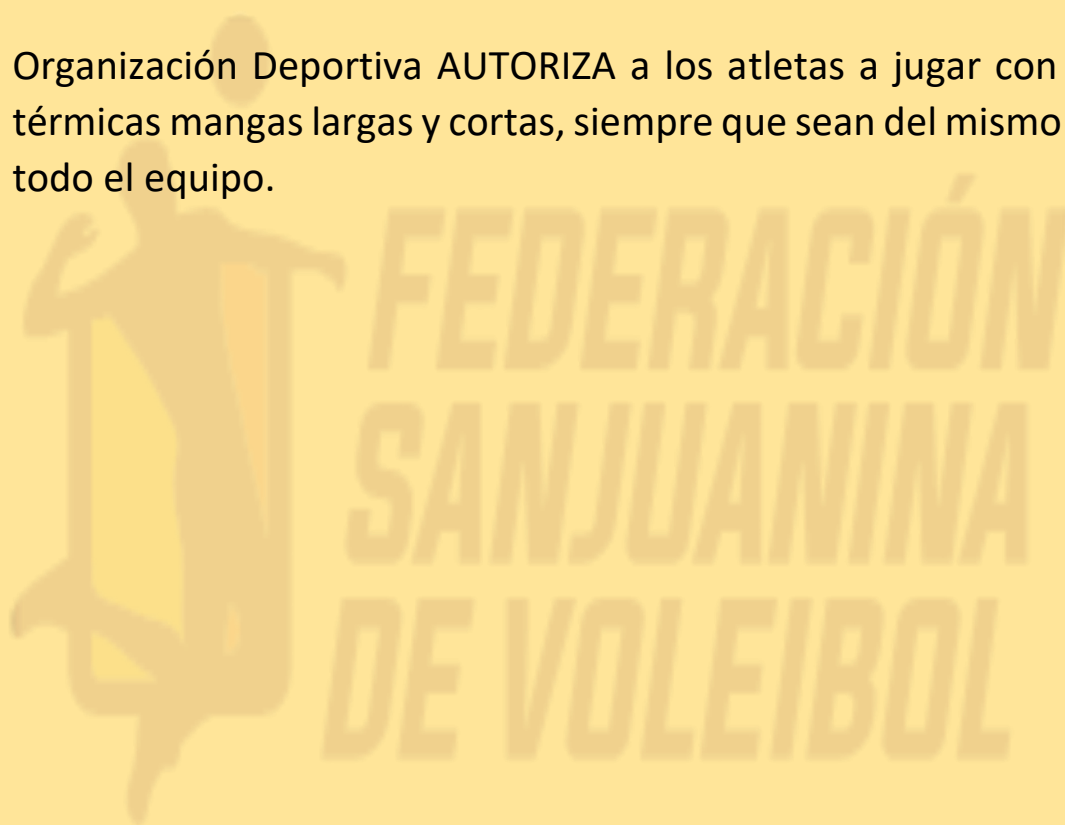 Organización Deportiva AUTORIZA a los atletas a jugar con
térmicas mangas largas y cortas, siempre que sean del mismo
todo el equipo.
FEDERACIÓN
SANJUANINA
DE VOLEIBOL